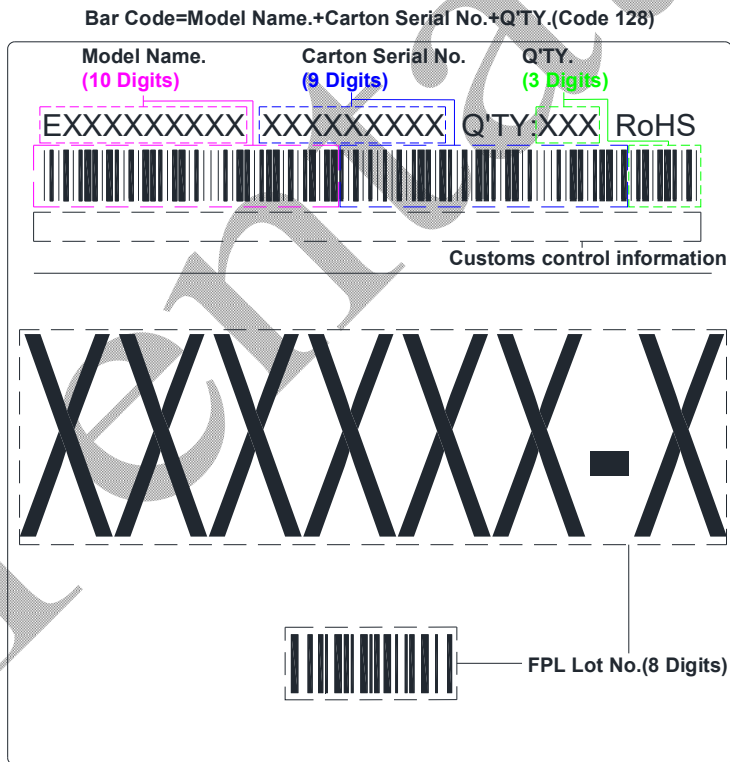 Bar Code=Model Name.+Carton Serial No.+Q'TY.(Code 128)
Model Name. Carton Serial No. Q'TY.
(10 Digits) (9 Digits) (3 Digits)
EXXXXXXXXX XXXXXXXXX Q'TY:XXX RoHS
Customs control information
XXXXXX-X
FPL Lot No.(8 Digits)